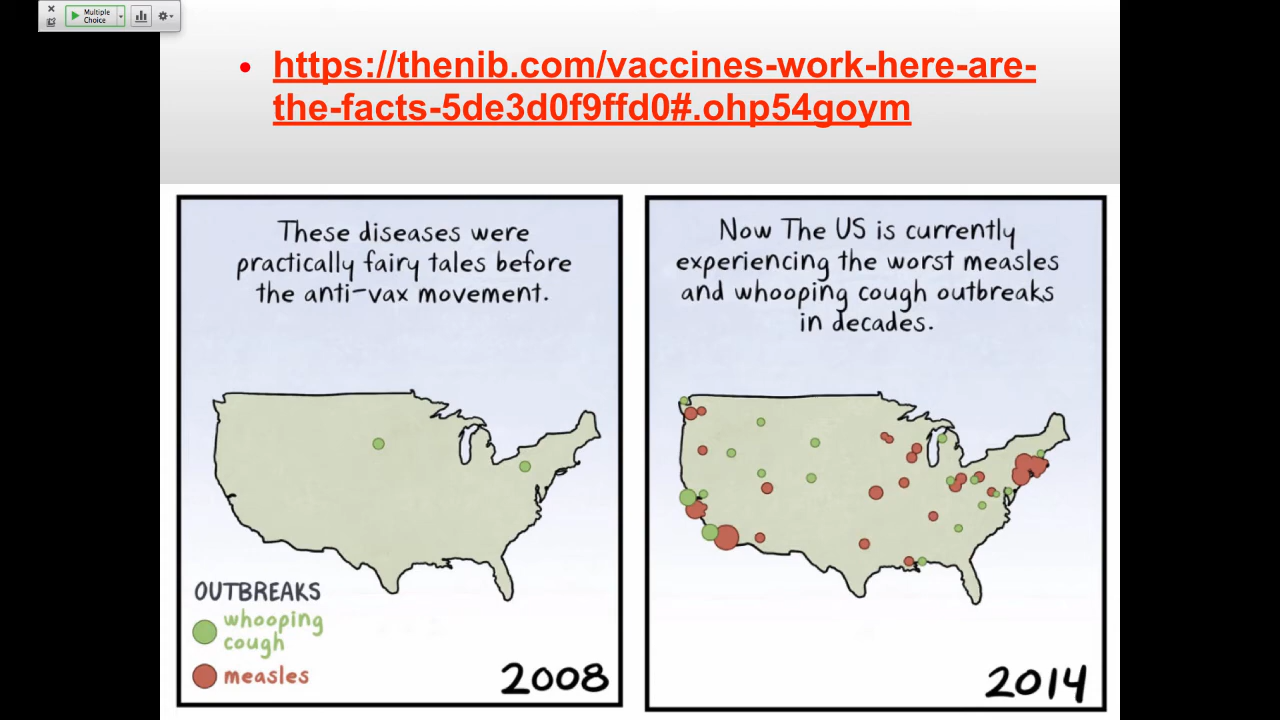 Multiple
Choice
• https://thenib.com/vaccines-work-here-are-
the-facts-5de3d0f9ffd0#.ohp54goym
These diseases were
practically fairy tales before
the anti-vax movement.
OUTBREAKS
whooping
cough
measles
2008
Now The US is currently
experiencing the worst measles
and whooping cough outbreaks
in decades.
2014